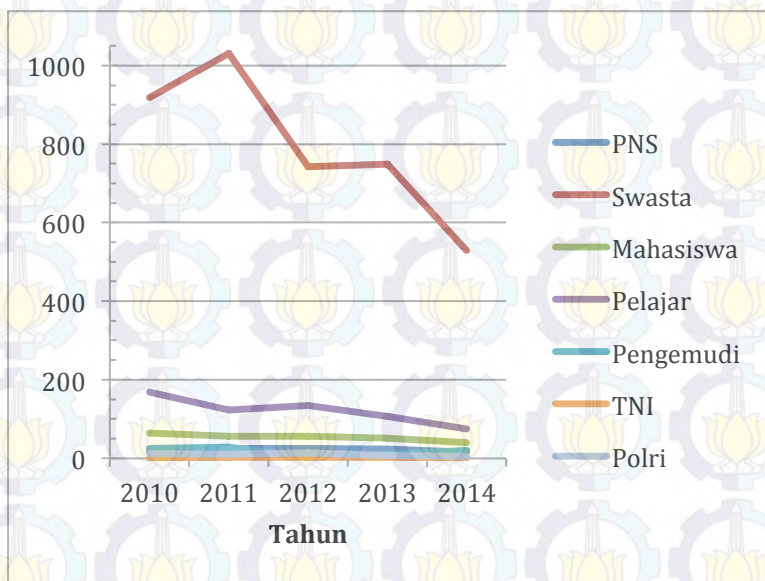 1000
800
600
400
200
0
2010 2011 2012 2013 2014
Tahun
PNS
Swasta
Mahasiswa
Pelajar
Pengemudi
TNI
Polri